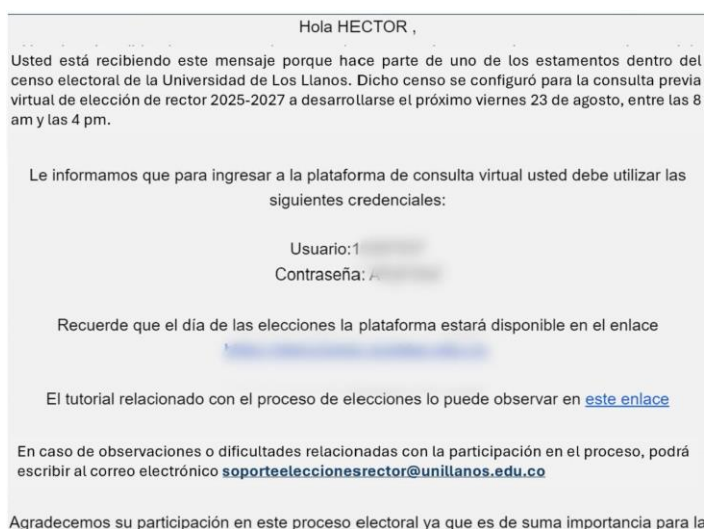 Hola HECTOR ,
Usted está recibiendo este mensaje porque hace parte de uno de los estamentos dentro del
censo electoral de la Universidad de Los Llanos. Dicho censo se configuró para la consulta previa
virtual de elección de rector 2025-2027 a desarrollarse el próximo viernes 23 de agosto, entre las 8
am y las 4 pm.
Le informamos que para ingresar a la plataforma de consulta virtual usted debe utilizar las
siguientes credenciales:
Usuario:1
Contraseña:
Recuerde que el día de las elecciones la plataforma estará disponible en el enlace
El tutorial relacionado con el proceso de elecciones lo puede observar en este enlace
En caso de observaciones o dificultades relacionadas con la participación en el proceso, podrá
escribir al correo electrónico soporteeleccionesrector@unillanos.edu.co
Agradecemos su participación en este proceso electoral ya que es de suma importancia para la